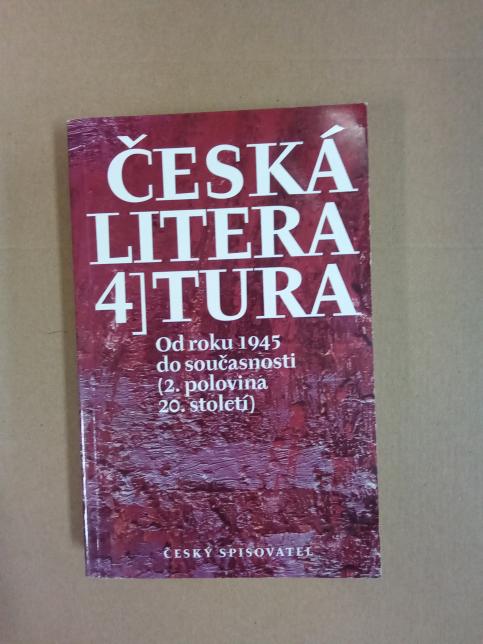 ČESKÁ
LITERA
4]TURA
Od roku 1945
do současnosti
(2. polovina
20. století)
ČESKÝ SPISOVATEL